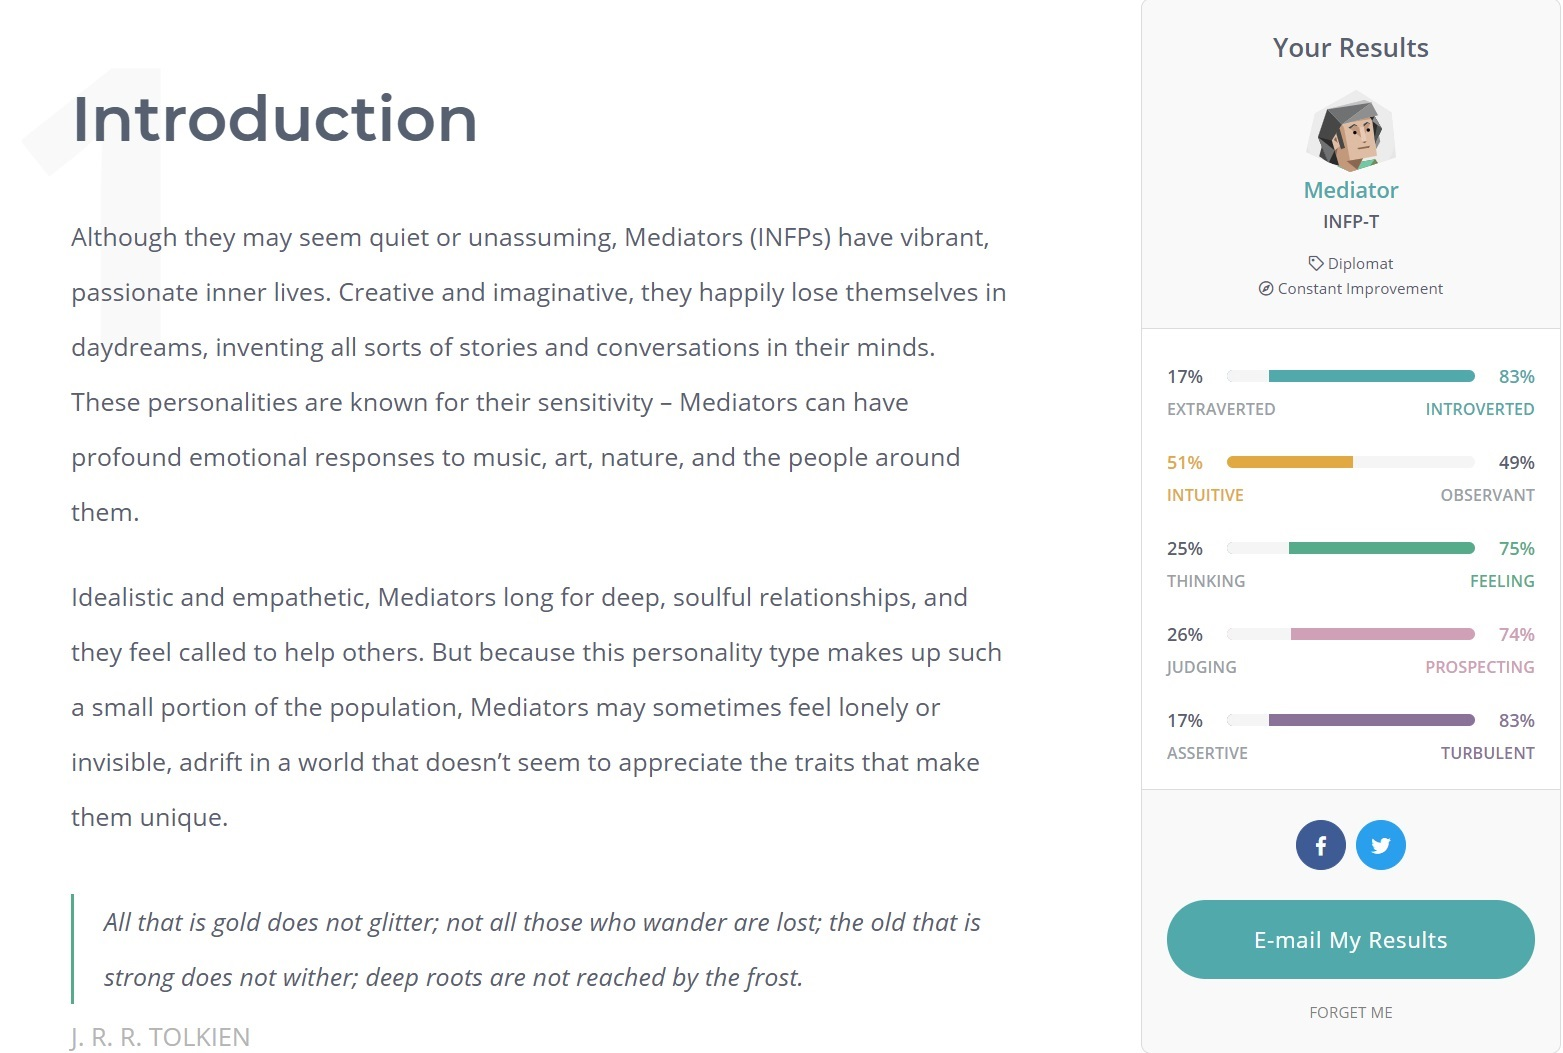 1
Introduction
Although they may seem quiet or unassuming, Mediators (INFPs) have vibrant,
passionate inner lives. Creative and imaginative, they happily lose themselves in
daydreams, inventing all sorts of stories and conversations in their minds.
These personalities are known for their sensitivity – Mediators can have
profound emotional responses to music, art, nature, and the people around
them.
Idealistic and empathetic, Mediators long for deep, soulful relationships, and
they feel called to help others. But because this personality type makes up such
a small portion of the population, Mediators may sometimes feel lonely or
invisible, adrift in a world that doesn’t seem to appreciate the traits that make
them unique.
All that is gold does not glitter; not all those who wander are lost; the old that is
strong does not wither; deep roots are not reached by the frost.
J. R. R. TOLKIEN
Your Results
Mediator
INFP-T
Diplomat
Constant Improvement
17% 83%
EXTRAVERTED INTROVERTED
51% 49%
INTUITIVE OBSERVANT
25% 75%
THINKING FEELING
26% 74%
JUDGING PROSPECTING
17% 83%
ASSERTIVE TURBULENT
E-mail My Results
FORGET ME